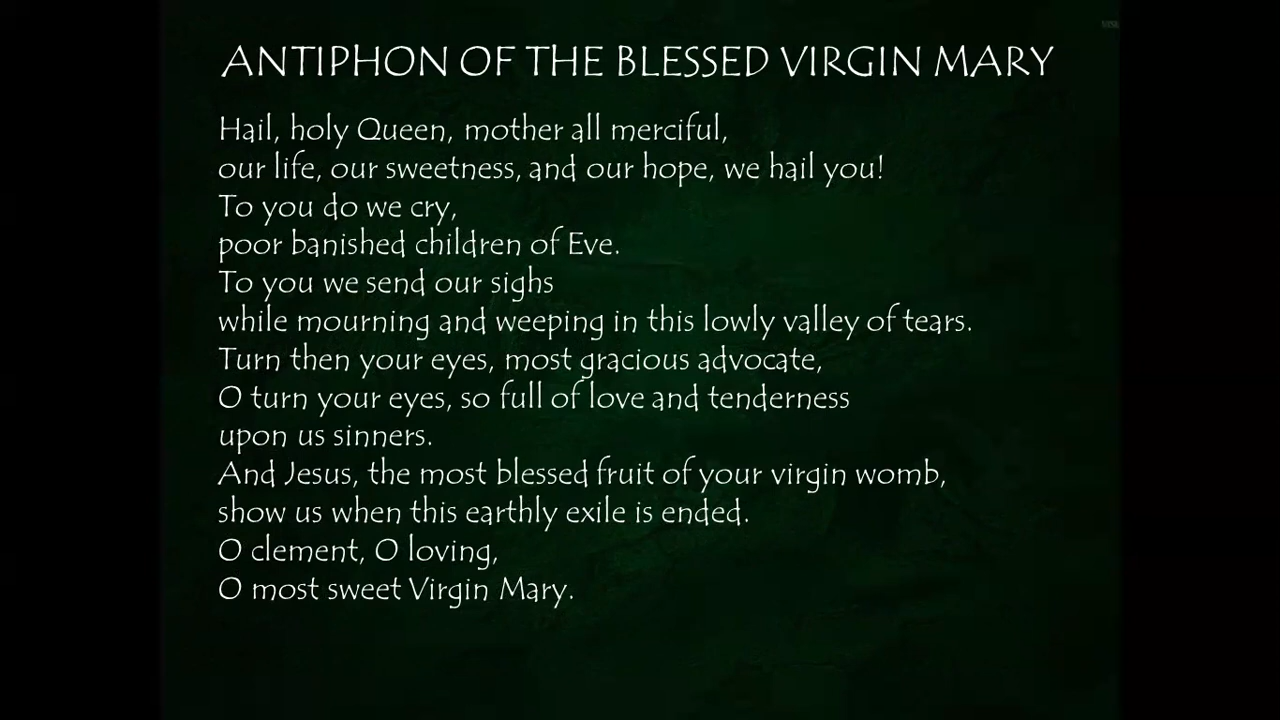 ANTIPHON OF THE BLESSED VIRGIN MARY
Hail, holy Queen, mother all merciful,
our life, our sweetness, and our hope, we hail you!
To you do we cry,
poor banished children of Eve.
To you we send our sighs
while mourning and weeping in this lowly valley of tears.
Turn then your eyes, most gracious advocate,
O turn your eyes, so full of love and tenderness
upon us sinners.
And Jesus, the most blessed fruit of your virgin womb,
show us when this earthly exile is ended.
O clement, O loving,
O most sweet Virgin Mary.